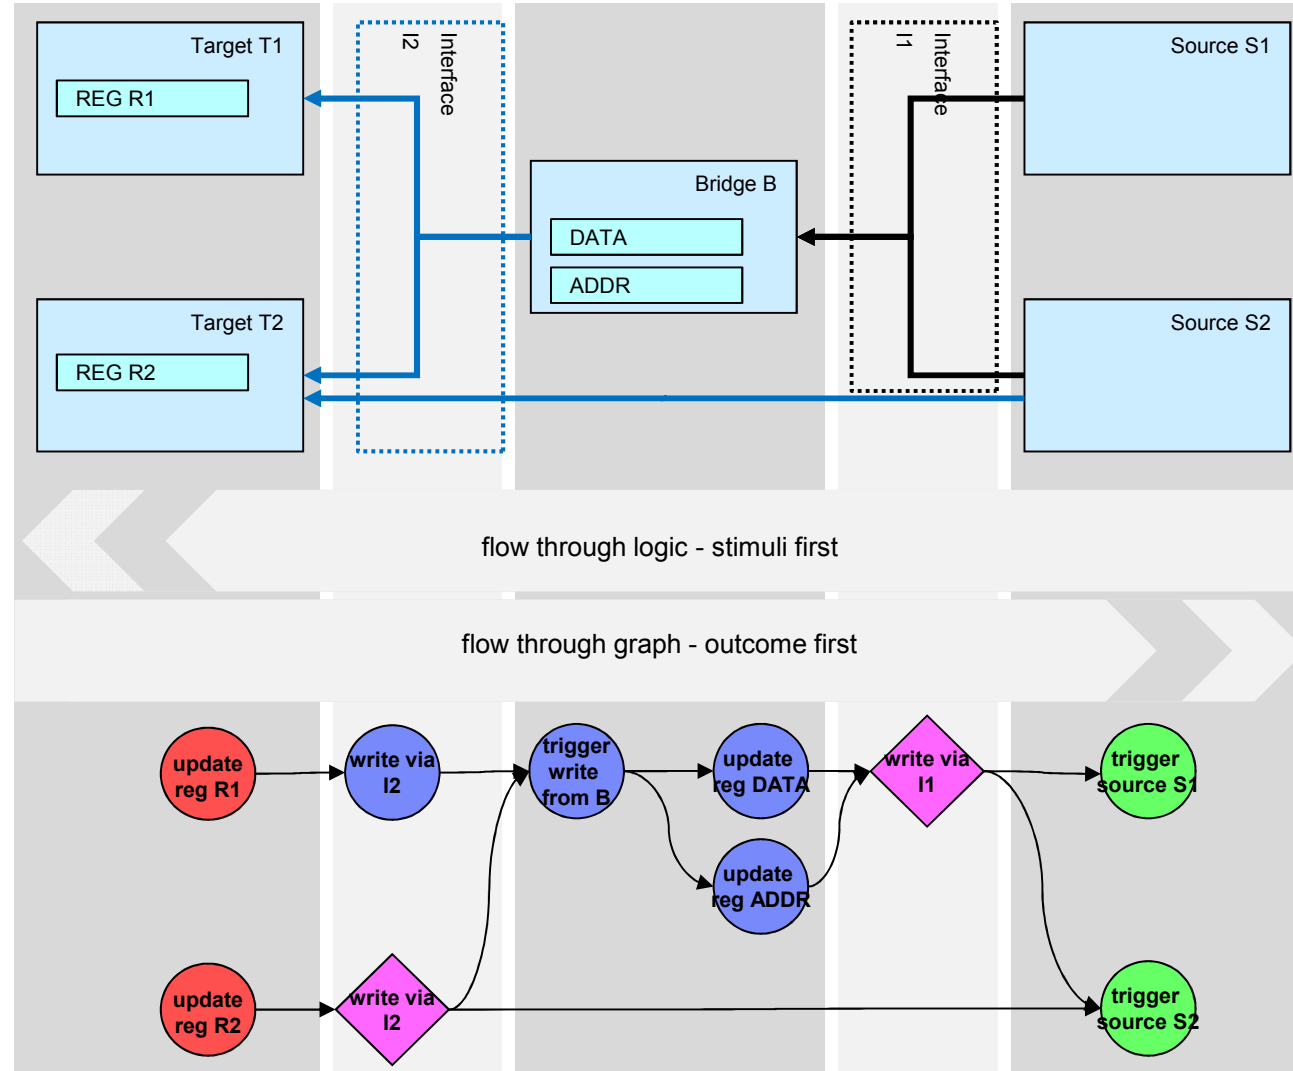 Target T1
REG R1
Interface
I2
Bridge B
DATA
ADDR
Interface
I1
Source S1
Target T2
REG R2
Source S2
flow through logic - stimuli first
flow through graph - outcome first
update
reg R1
write via
I2
trigger
write
from B
update
reg DATA
update
reg ADDR
write via
I1
trigger
source S1
update
reg R2
write via
I2
trigger
source S2